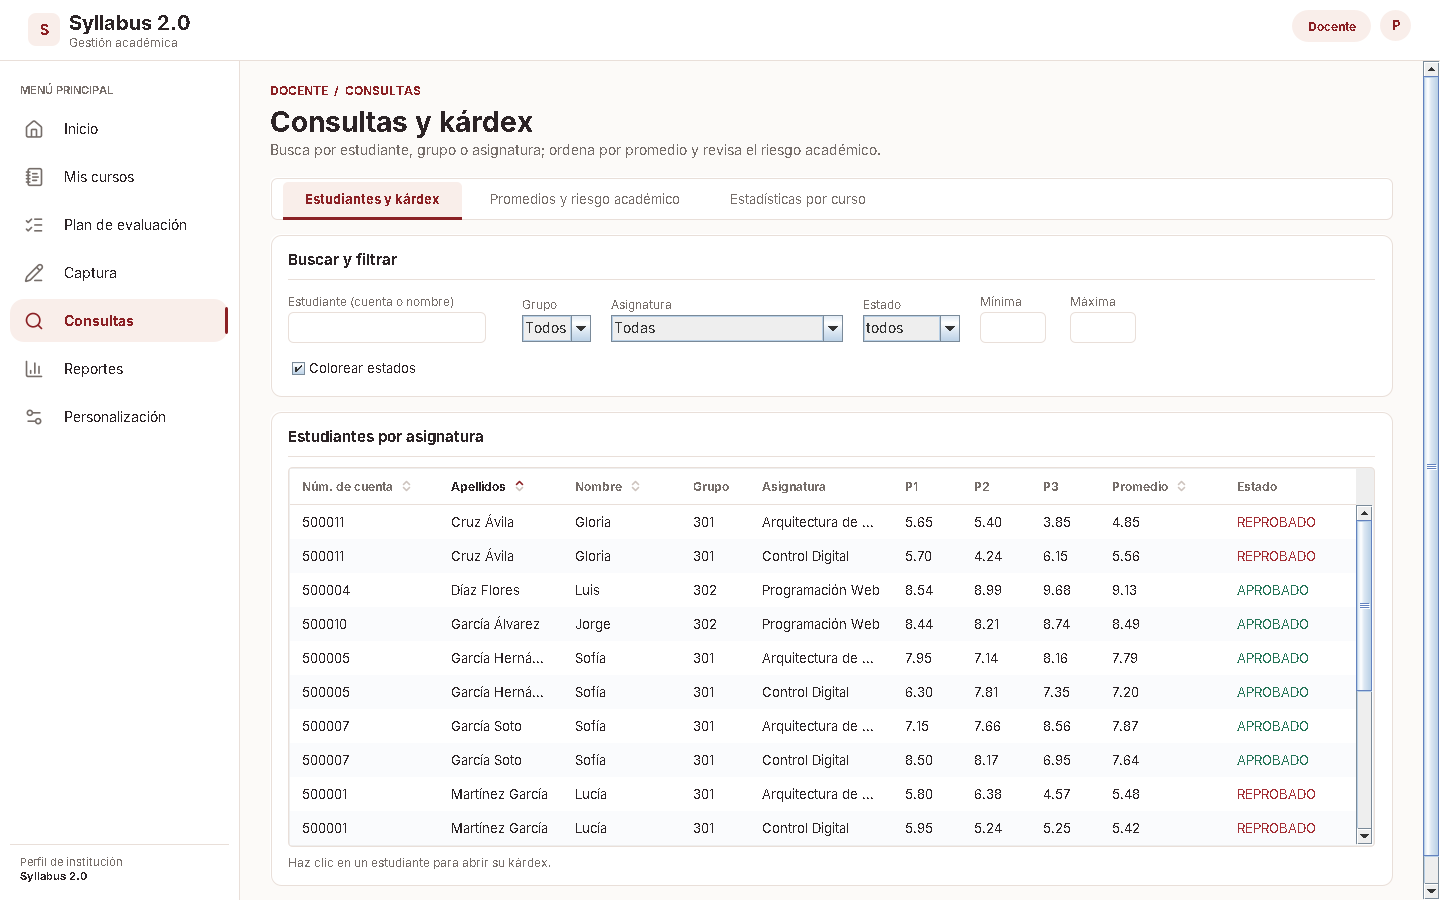 S
Syllabus 2.0
Gestión académica
Docente
P
MENÚ PRINCIPAL
Inicio
Mis cursos
Plan de evaluación
Captura
Consultas
Reportes
Personalización
Perfil de institución
Syllabus 2.0
DOCENTE / CONSULTAS
Consultas y kárdex
Busca por estudiante, grupo o asignatura; ordena por promedio y revisa el riesgo académico.
Estudiantes y kárdex Promedios y riesgo académico Estadísticas por curso
Buscar y filtrar
Estudiante (cuenta o nombre) Grupo Asignatura Estado Mínima Máxima
Todos Todas todos
Colorear estados
Estudiantes por asignatura
Núm. de cuenta Apellidos Nombre Grupo Asignatura P1 P2 P3 Promedio Estado
500011 Cruz Ávila Gloria 301 Arquitectura de ... 5.65 5.40 3.85 4.85 REPROBADO
500011 Cruz Ávila Gloria 301 Control Digital 5.70 4.24 6.15 5.56 REPROBADO
500004 Díaz Flores Luis 302 Programación Web 8.54 8.99 9.68 9.13 APROBADO
500010 García Álvarez Jorge 302 Programación Web 8.44 8.21 8.74 8.49 APROBADO
500005 García Herná... Sofía 301 Arquitectura de ... 7.95 7.14 8.16 7.79 APROBADO
500005 García Herná... Sofía 301 Control Digital 6.30 7.81 7.35 7.20 APROBADO
500007 García Soto Sofía 301 Arquitectura de ... 7.15 7.66 8.56 7.87 APROBADO
500007 García Soto Sofía 301 Control Digital 8.50 8.17 6.95 7.64 APROBADO
500001 Martínez García Lucía 301 Arquitectura de ... 5.80 6.38 4.57 5.48 REPROBADO
500001 Martínez García Lucía 301 Control Digital 5.95 5.24 5.25 5.42 REPROBADO
Haz clic en un estudiante para abrir su kárdex.